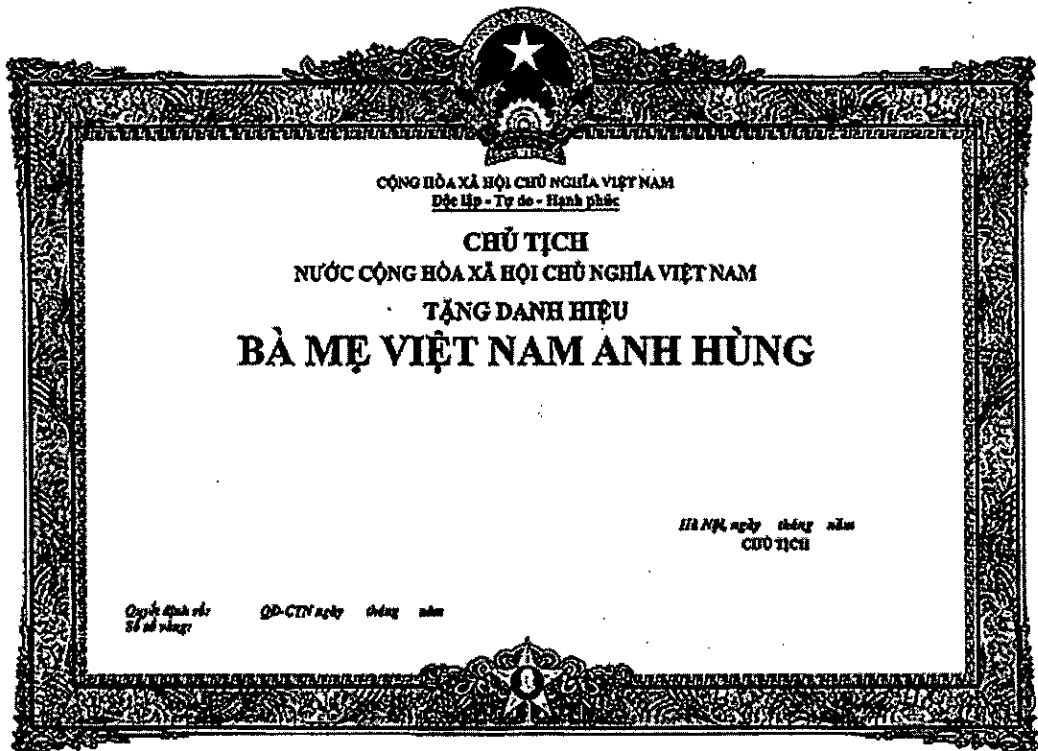 CỘNG HÒA XÃ HỘI CHỦ NGHĨA VIỆT NAM
Độc lập - Tự do - Hạnh phúc
CHỦ TỊCH
NƯỚC CỘNG HÒA XÃ HỘI CHỦ NGHĨA VIỆT NAM
TẶNG DANH HIỆU
BÀ MẸ VIỆT NAM ANH HÙNG
Hà Nội, ngày tháng năm
CHỦ TỊCH
Quyết định số: QĐ-CTN ngày tháng năm
Số sổ vàng: